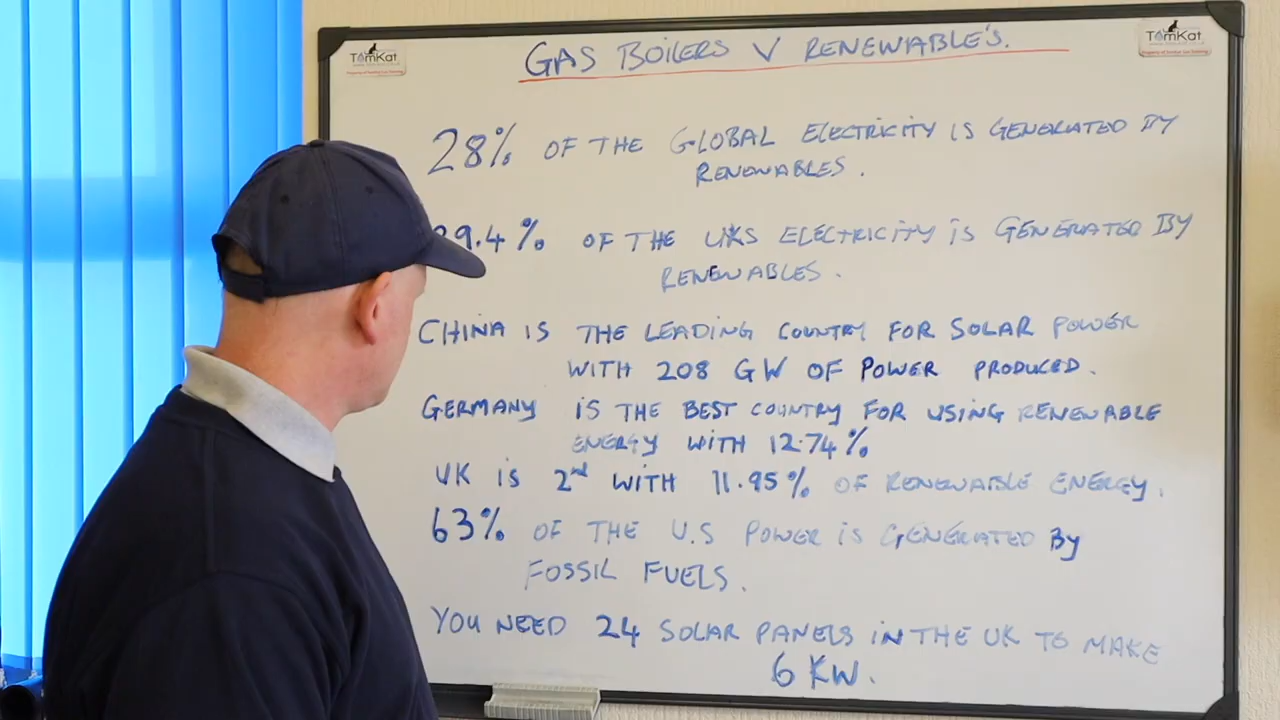 TomKat
TomKat
GAS BOILERS V RENEWABLE'S.
28% OF THE GLOBAL ELECTRICITY IS GENERATED BY
RENEWABLES.
9.4% OF THE UKS ELECTRICITY IS GENERATED BY
RENEWABLES.
CHINA IS THE LEADING COUNTRY FOR SOLAR POWER
WITH 208 GW OF POWER PRODUCED.
GERMANY IS THE BEST COUNTRY FOR USING RENEWABLE
ENERGY WITH 12.74%
UK IS 2nd WITH 11.95% OF RENEWABLE ENERGY.
63% OF THE U.S POWER IS GENERATED By
FOSSIL FUELS.
YOU NEED 24 SOLAR PANELS IN THE UK TO MAKE
6 KW.